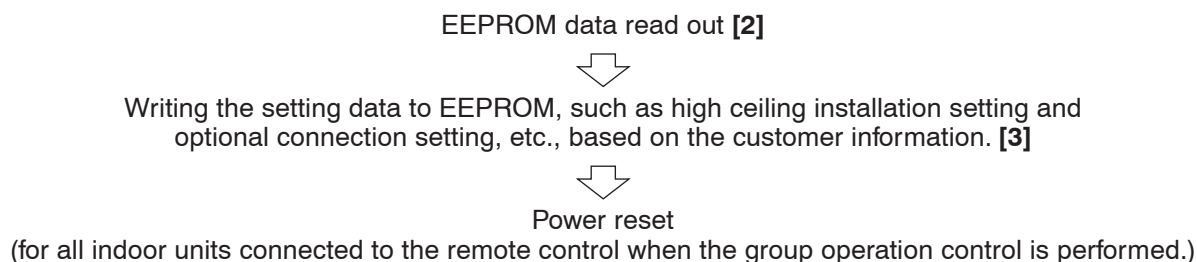 EEPROM data read out [2]
Writing the setting data to EEPROM, such as high ceiling installation setting and
optional connection setting, etc., based on the customer information. [3]
Power reset
(for all indoor units connected to the remote control when the group operation control is performed.)